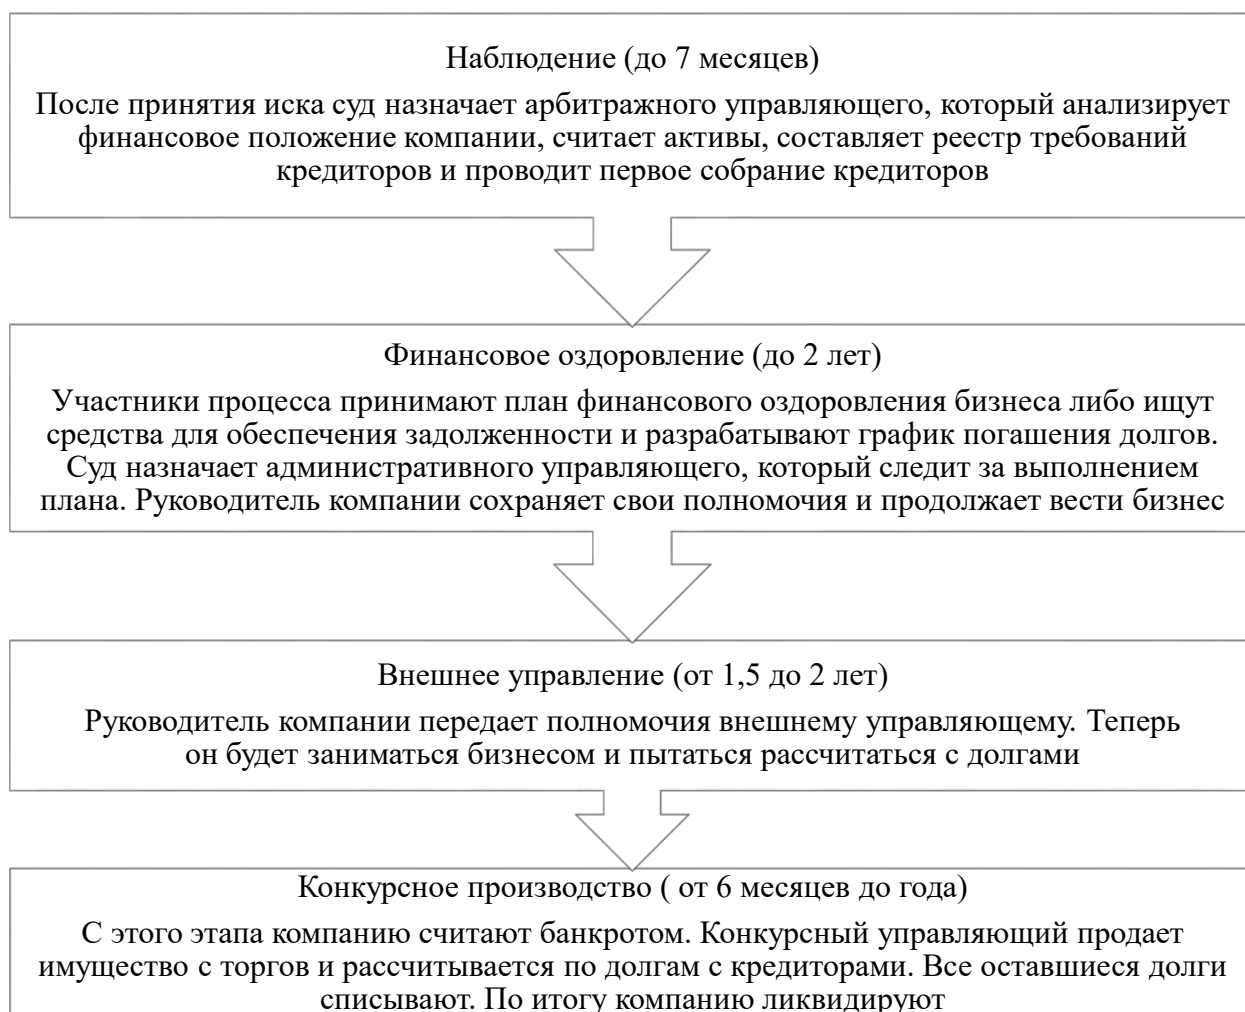 Наблюдение (до 7 месяцев)
После принятия иска суд назначает арбитражного управляющего, который анализирует
финансовое положение компании, считает активы, составляет реестр требований
кредиторов и проводит первое собрание кредиторов
Финансовое оздоровление (до 2 лет)
Участники процесса принимают план финансового оздоровления бизнеса либо ищут
средства для обеспечения задолженности и разрабатывают график погашения долгов.
Суд назначает административного управляющего, который следит за выполнением
плана. Руководитель компании сохраняет свои полномочия и продолжает вести бизнес
Внешнее управление (от 1,5 до 2 лет)
Руководитель компании передает полномочия внешнему управляющему. Теперь
он будет заниматься бизнесом и пытаться рассчитаться с долгами
Конкурсное производство ( от 6 месяцев до года)
С этого этапа компанию считают банкротом. Конкурсный управляющий продает
имущество с торгов и рассчитывается по долгам с кредиторами. Все оставшиеся долги
списывают. По итогу компанию ликвидируют